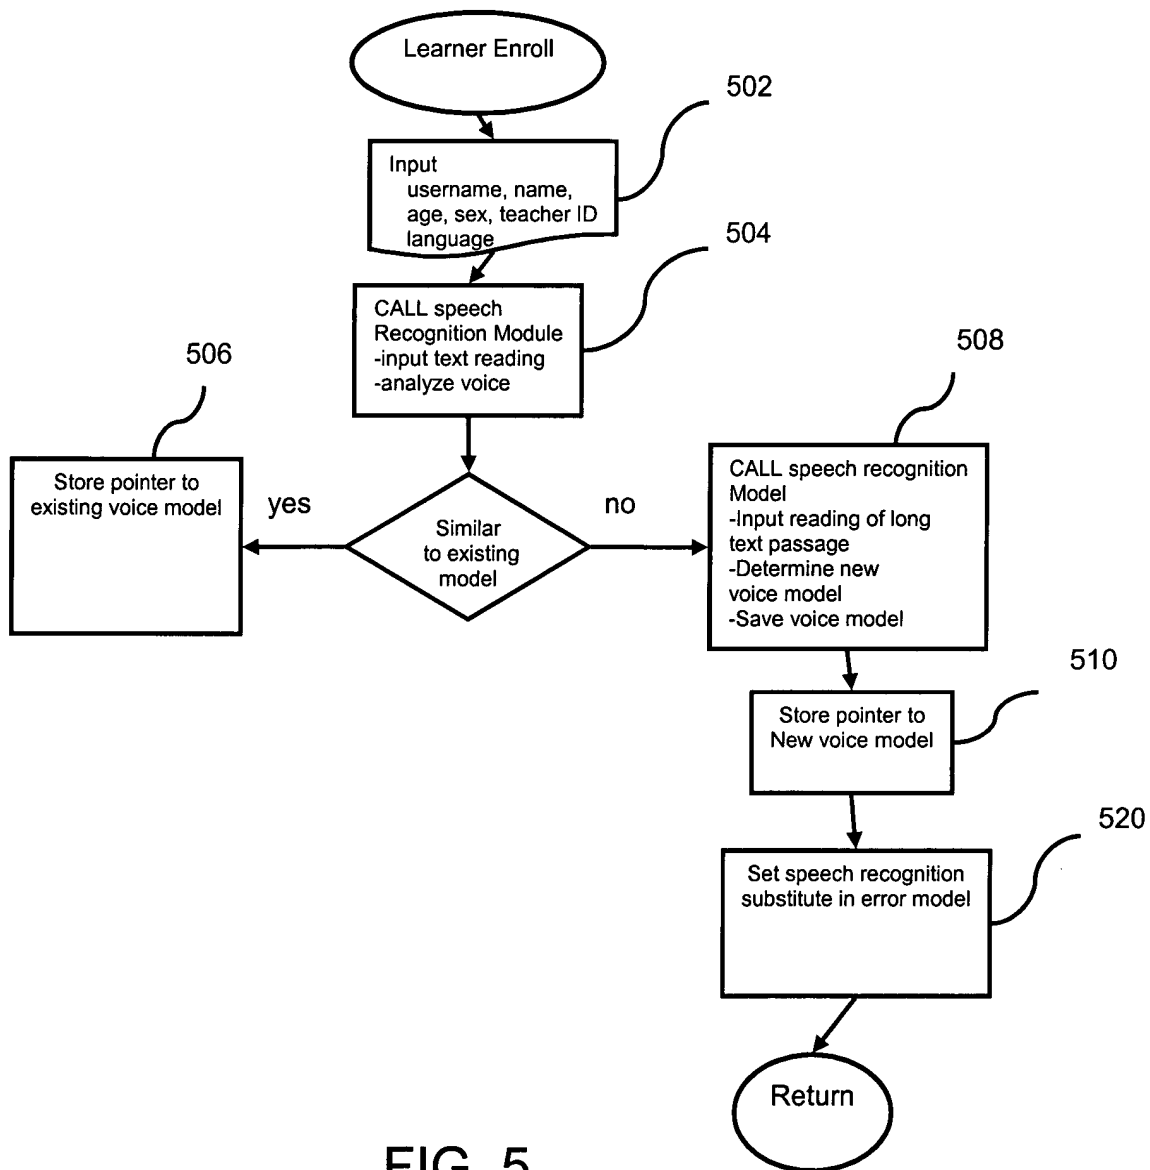 Learner Enroll
502
Input
username, name,
age, sex, teacher ID
language
504
CALL speech
Recognition Module
-input text reading
-analyze voice
506
508
Store pointer to
existing voice model
yes
Similar
to existing
model
no
CALL speech recognition
Model
-Input reading of long
text passage
-Determine new
voice model
-Save voice model
510
Store pointer to
New voice model
520
Set speech recognition
substitute in error model
Return
FIG. 5